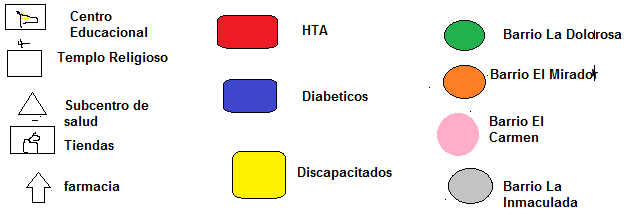 Centro
Educacional
Templo Religioso
Subcentro de
salud
Tiendas
farmacia
HTA
Diabeticos
Discapacitados
Barrio La Dolorosa
Barrio El Mirador
Barrio El
Carmen
Barrio La
Inmaculada